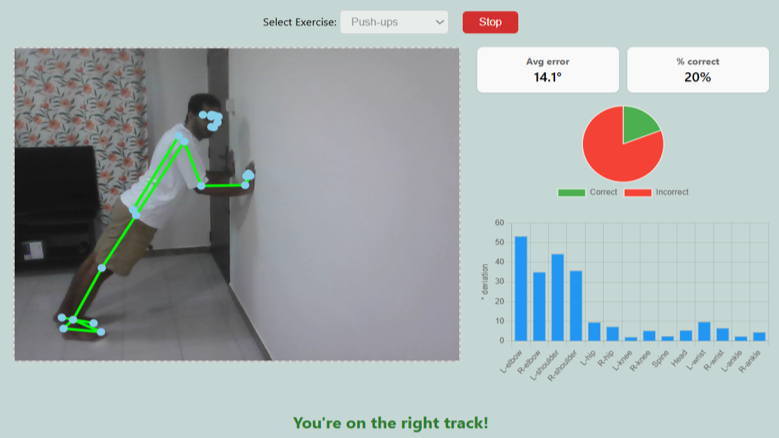 Select Exercise: Push-ups Stop
Avg error
14.1°
% correct
20%
Correct Incorrect
60
50
40
30
20
10
0
° deviation
L-elbow
R-elbow
L-shoulder
R-shoulder
L-hip
R-hip
L-knee
R-knee
Spine
Head
L-wrist
R-wrist
L-ankle
R-ankle
You're on the right track!